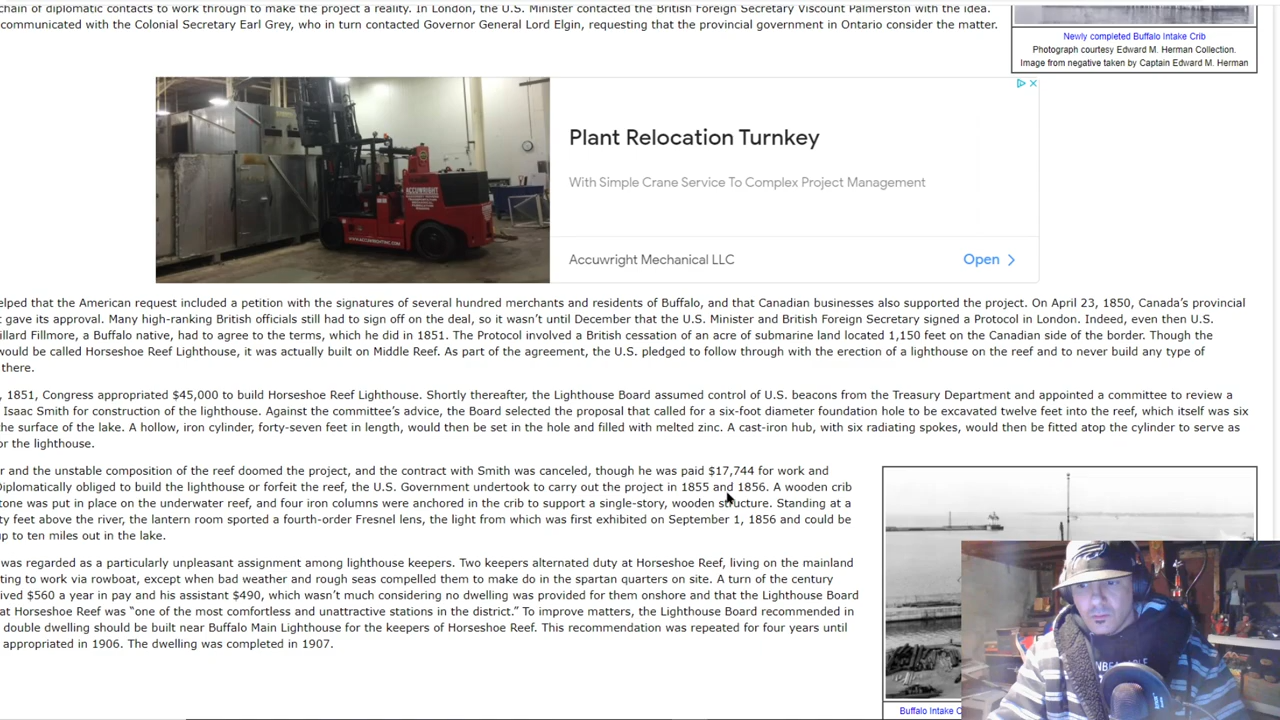 chain of diplomatic contacts to work through to make the project a reality. In London, the U.S. Minister contacted the British Foreign Secretary Viscount Palmerston with the idea.
communicated with the Colonial Secretary Earl Grey, who in turn contacted Governor General Lord Elgin, requesting that the provincial government in Ontario consider the matter.
Newly completed Buffalo Intake Crib
Photograph courtesy Edward M. Herman Collection.
Image from negative taken by Captain Edward M. Herman
ACCUWRIGHT
WWW.ACCUWRIGHTINC.COM
Plant Relocation Turnkey
With Simple Crane Service To Complex Project Management
Accuwright Mechanical LLC
Open
elped that the American request included a petition with the signatures of several hundred merchants and residents of Buffalo, and that Canadian businesses also supported the project. On April 23, 1850, Canada's provincial
t gave its approval. Many high-ranking British officials still had to sign off on the deal, so it wasn't until December that the U.S. Minister and British Foreign Secretary signed a Protocol in London. Indeed, even then U.S.
illard Fillmore, a Buffalo native, had to agree to the terms, which he did in 1851. The Protocol involved a British cessation of an acre of submarine land located 1,150 feet on the Canadian side of the border. Though the
would be called Horseshoe Reef Lighthouse, it was actually built on Middle Reef. As part of the agreement, the U.S. pledged to follow through with the erection of a lighthouse on the reef and to never build any type of
there.
, 1851, Congress appropriated $45,000 to build Horseshoe Reef Lighthouse. Shortly thereafter, the Lighthouse Board assumed control of U.S. beacons from the Treasury Department and appointed a committee to review a
Isaac Smith for construction of the lighthouse. Against the committee's advice, the Board selected the proposal that called for a six-foot diameter foundation hole to be excavated twelve feet into the reef, which itself was six
the surface of the lake. A hollow, iron cylinder, forty-seven feet in length, would then be set in the hole and filled with melted zinc. A cast-iron hub, with six radiating spokes, would then be fitted atop the cylinder to serve as
or the lighthouse.
r and the unstable composition of the reef doomed the project, and the contract with Smith was canceled, though he was paid $17,744 for work and
Diplomatically obliged to build the lighthouse or forfeit the reef, the U.S. Government undertook to carry out the project in 1855 and 1856. A wooden crib
tone was put in place on the underwater reef, and four iron columns were anchored in the crib to support a single-story, wooden structure. Standing at a
ty feet above the river, the lantern room sported a fourth-order Fresnel lens, the light from which was first exhibited on September 1, 1856 and could be
up to ten miles out in the lake.
was regarded as a particularly unpleasant assignment among lighthouse keepers. Two keepers alternated duty at Horseshoe Reef, living on the mainland
ting to work via rowboat, except when bad weather and rough seas compelled them to make do in the spartan quarters on site. A turn of the century
ived $560 a year in pay and his assistant $490, which wasn't much considering no dwelling was provided for them onshore and that the Lighthouse Board
at Horseshoe Reef was "one of the most comfortless and unattractive stations in the district." To improve matters, the Lighthouse Board recommended in
double dwelling should be built near Buffalo Main Lighthouse for the keepers of Horseshoe Reef. This recommendation was repeated for four years until
appropriated in 1906. The dwelling was completed in 1907.
Buffalo Intake C